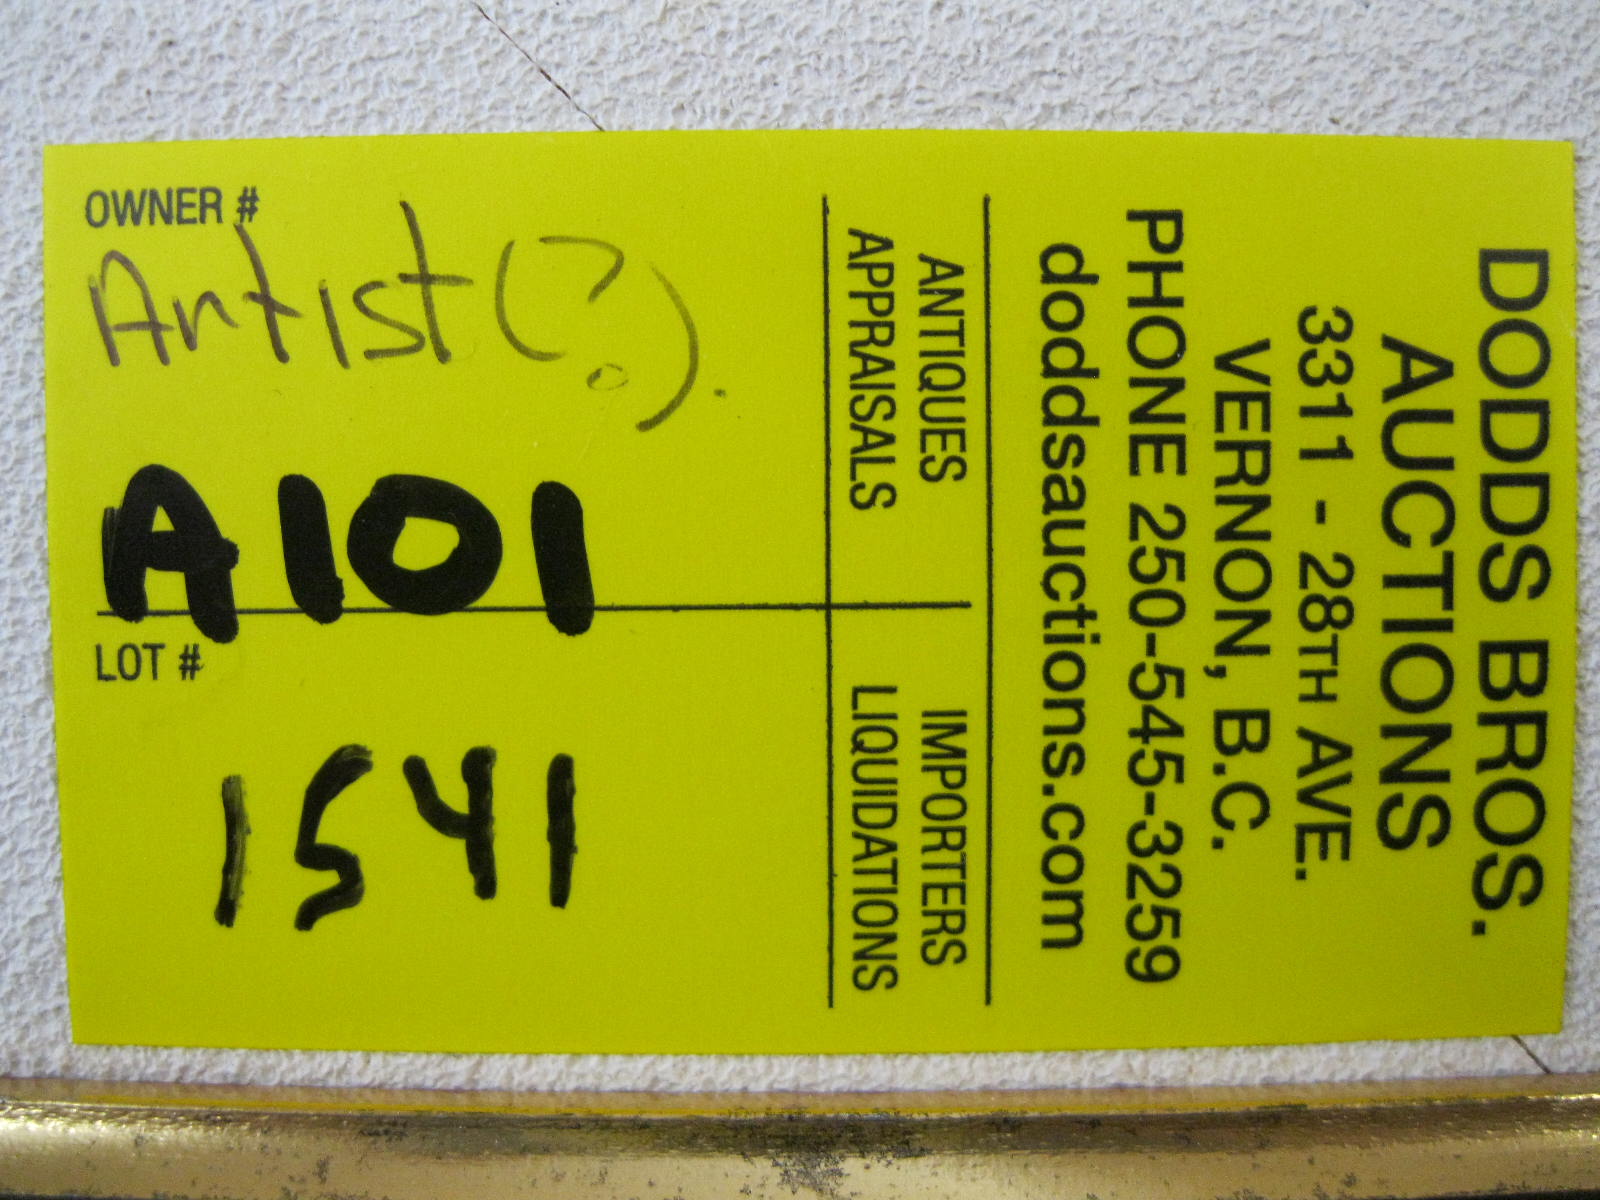 OWNER #
Artist (?).
A101
LOT #
1541
ANTIQUES
APPRAISALS
IMPORTERS
LIQUIDATIONS
DODDS BROS.
AUCTIONS
3311 - 28TH AVE.
VERNON, B.C.
PHONE 250-545-3259
doddsauctions.com